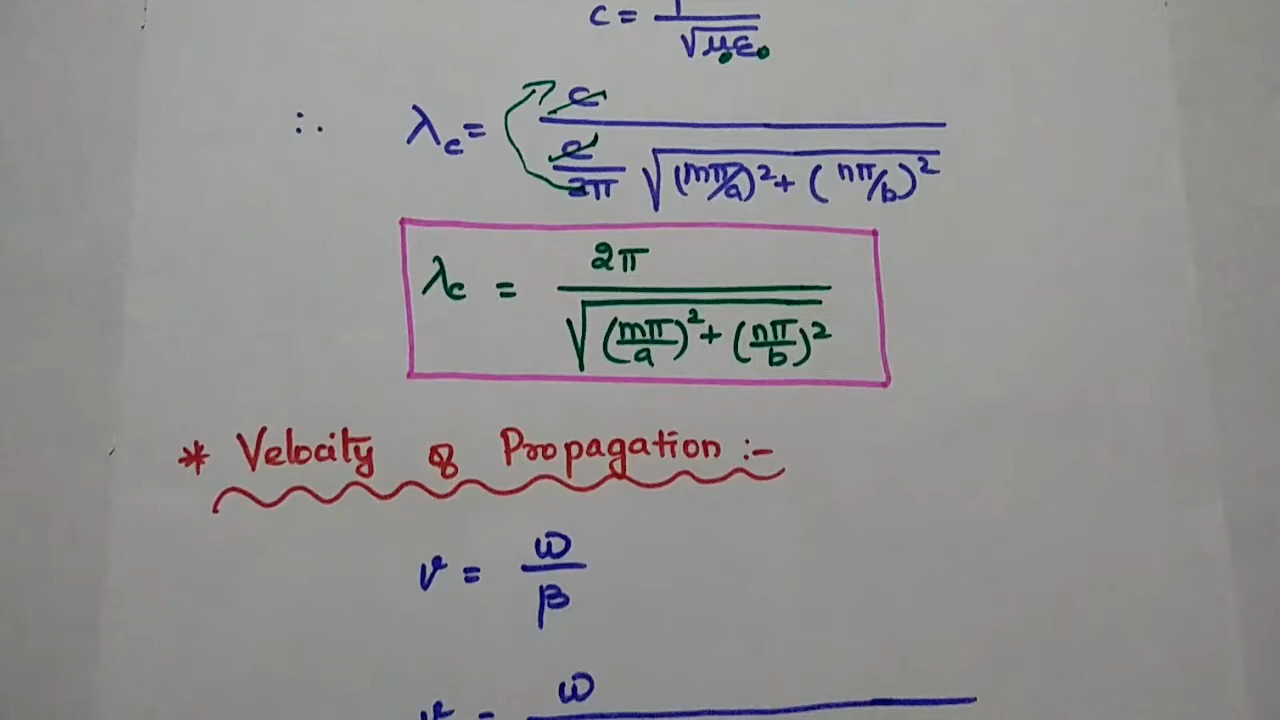 c = 1/√μ₀ε₀
∴ λc = c / (c/2π √(mπ/a)² + (nπ/b)²)
λc = 2π / √(mπ/a)² + (nπ/b)²
* Velocity of Propagation :-
v = ω/β
v = ω